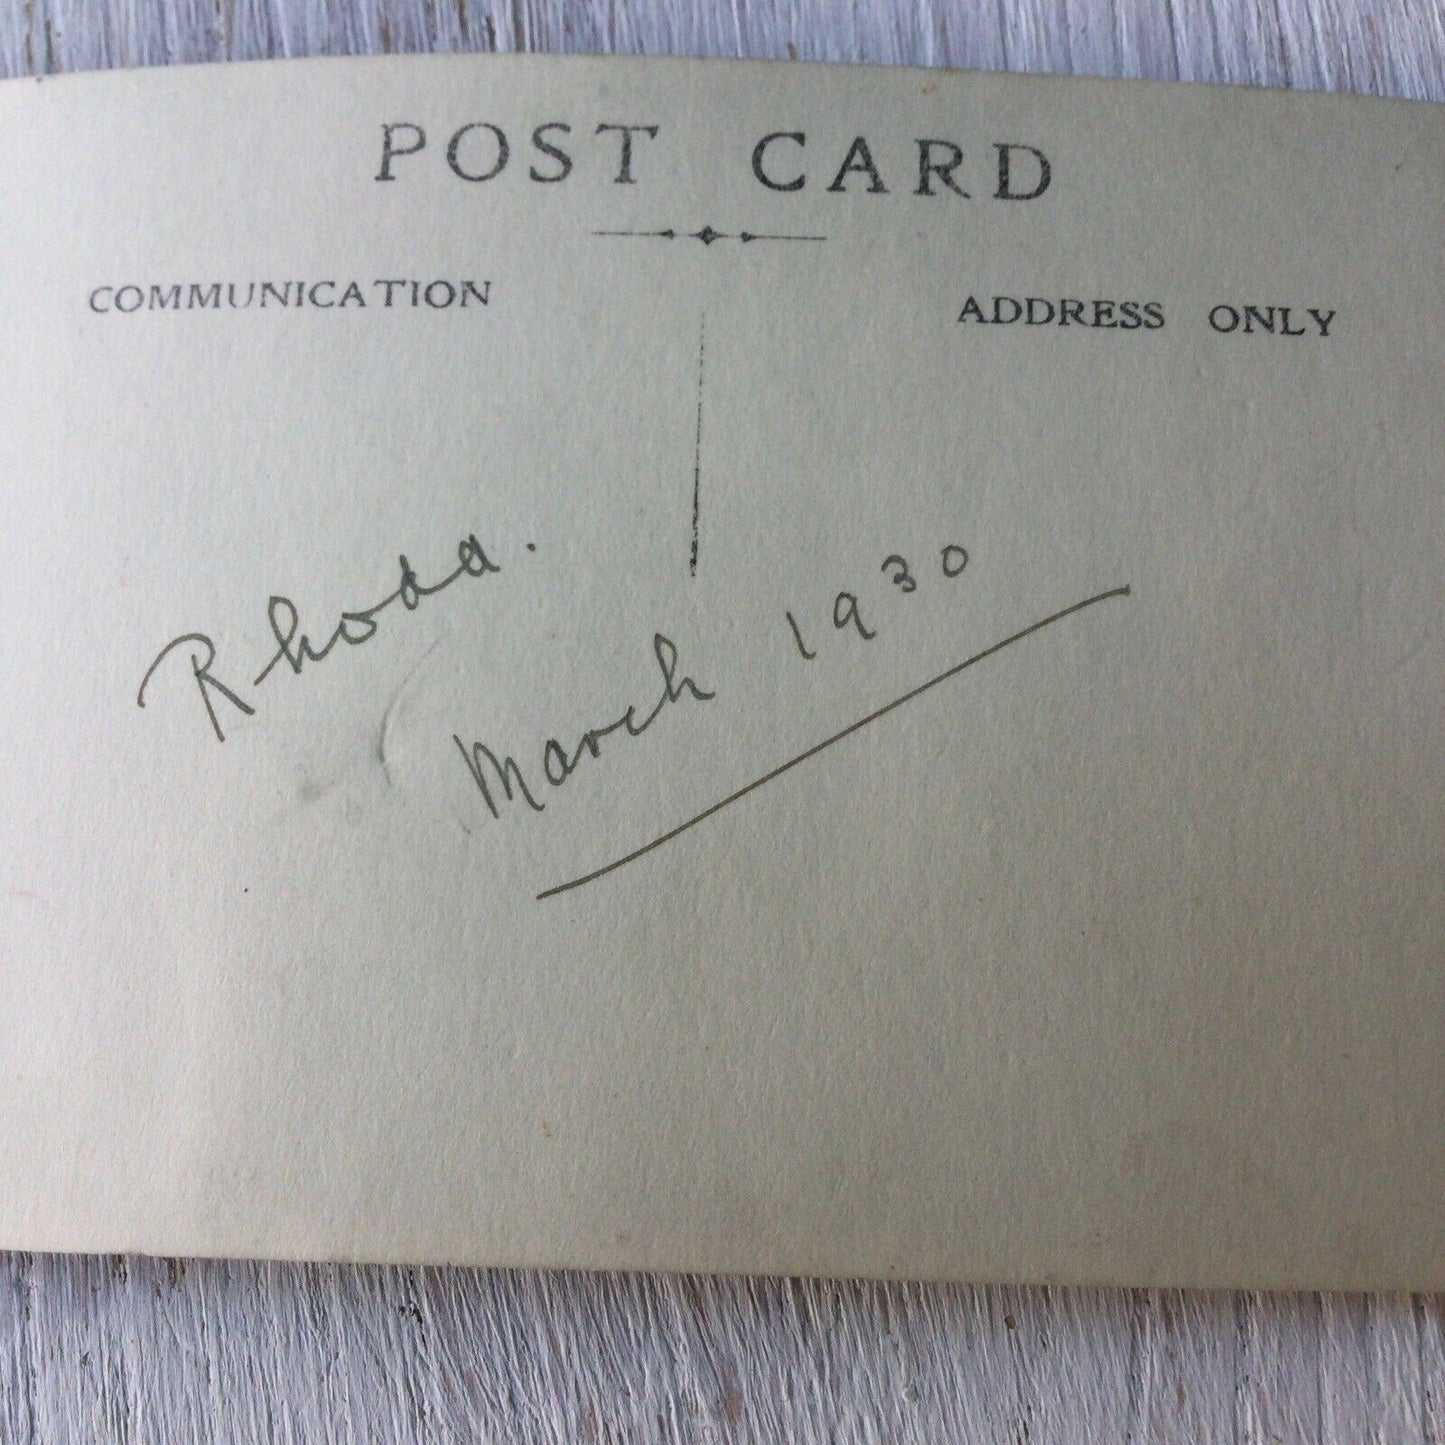 POST CARD
COMMUNICATION
ADDRESS ONLY
Rhoda.
March 1930